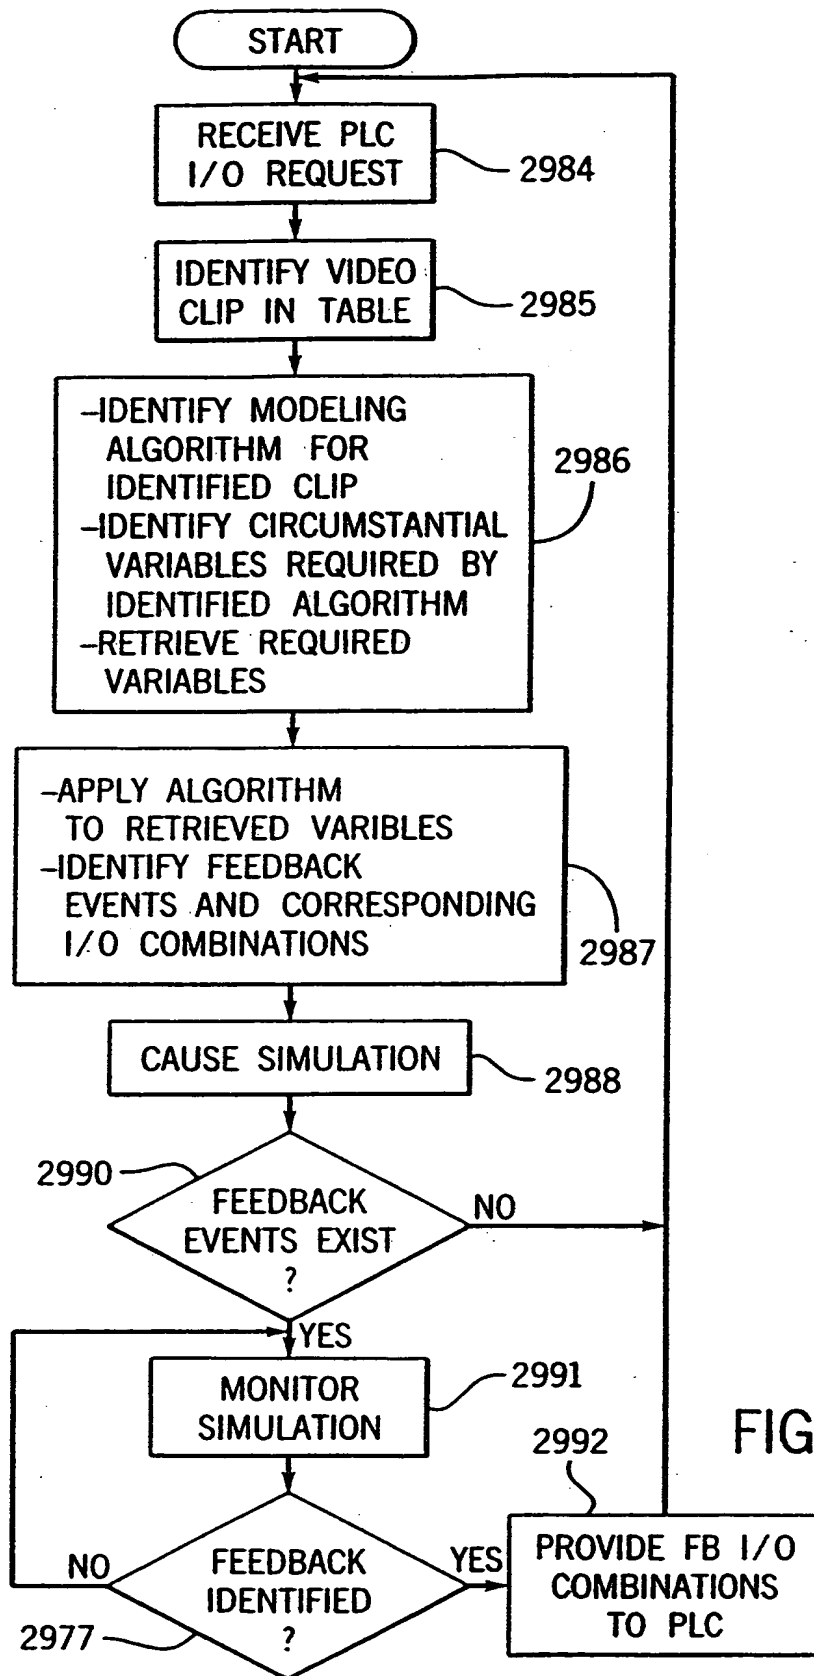 START
RECEIVE PLC
I/O REQUEST
2984
IDENTIFY VIDEO
CLIP IN TABLE
2985
–IDENTIFY MODELING
ALGORITHM FOR
IDENTIFIED CLIP
–IDENTIFY CIRCUMSTANTIAL
VARIABLES REQUIRED BY
IDENTIFIED ALGORITHM
–RETRIEVE REQUIRED
VARIABLES
2986
–APPLY ALGORITHM
TO RETRIEVED VARIBLES
–IDENTIFY FEEDBACK
EVENTS AND CORRESPONDING
I/O COMBINATIONS
2987
CAUSE SIMULATION
2988
2990
FEEDBACK
EVENTS EXIST
?
NO
YES
MONITOR
SIMULATION
2991
FIG
2992
NO
FEEDBACK
IDENTIFIED
?
YES
2977
PROVIDE FB I/O
COMBINATIONS
TO PLC